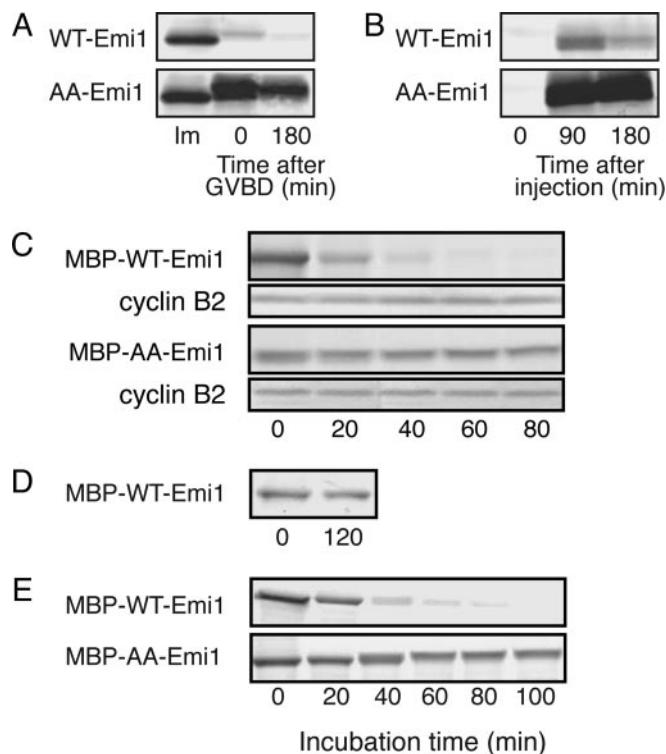 A
WT-Emi1
AA-Emi1
Im 0 180
Time after
GVBD (min)
B
WT-Emi1
AA-Emi1
0 90 180
Time after
injection (min)
C
MBP-WT-Emi1
cyclin B2
MBP-AA-Emi1
cyclin B2
0 20 40 60 80
D
MBP-WT-Emi1
0 120
E
MBP-WT-Emi1
MBP-AA-Emi1
0 20 40 60 80 100
Incubation time (min)